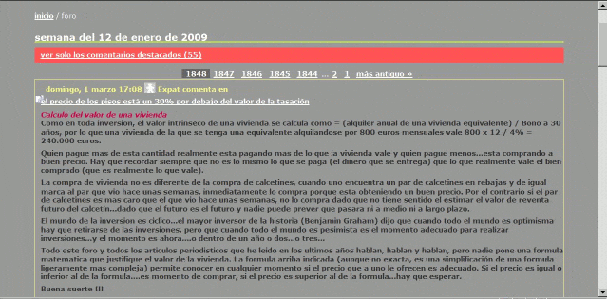 inicio / foro
semana del 12 de enero de 2009
ver solo los comentarios destacados (55)
1848 1847 1846 1845 1844 ... 2 1 más antiguo »
domingo, 1 marzo 17:08 Expat comenta en
el precio de los pisos está un 30% por debajo del valor de la tasación
Calculo del valor de una vivienda
Como en toda inversion, el valor intrinseco de una vivienda se calcula como = (alquiler anual de una vivienda equivalente) / Bono a 30
años, por lo que una vivienda de la que se tenga una equivalente alquilandose por 800 euros mensuales vale 800 x 12 / 4% =
240.000 euros.
Quien pague mas de esta cantidad realmente esta pagando mas de lo que la vivienda vale y quien pague menos...esta comprando a
buen precio. Hay que recordar siempre que no es lo mismo lo que se paga (el dinero que se entrega) que lo que realmente vale el bien
comprado (que es realmente lo que vale).
La compra de vivienda no es diferente de la compra de calcetines. cuando uno encuentra un par de calcetines en rebajas y de igual
marca al par que vio hace unas semanas, inmediatamente lo compra porque esta obteniendo un buen precio. Por el contrario si el par
de calcetines es mas caro que el que vio hace unas semanas, no lo compra dado que no tiene sentido el estimar el valor de reventa
futuro del calcetin...dado que el futuro es el futuro y nadie puede prever que pasara ni a medio ni a largo plazo.
El mundo de la inversion es ciclico...el mayor inversor de la historia (Benjamin Graham) dijo que cuando todo el mundo es optimisma
hay que retirarse de las inversiones. pero que cuando todo el mundo es pesimista es el momento adecuado para realizar
inversiones...y el momento es ahora....o dentro de un año o dos...o tres...
Todo este foro y todos los articulos periodisticos que he leido en los ultimos años hablan, hablan y hablan, pero nadie pone una formula
matematica que justifique el valor de la vivienda. La formula arriba indicada (aunque no exacta, es una simplificación de una formula
ligeramente mas compleja) permite conocer en cualquier momento si el precio que a uno le ofrecen es adecuado. Si el precio es igual o
inferior al de la formula....es momento de comprar, si el precio es superior al de la formula...hay que esperar.
Buena suerte !!!